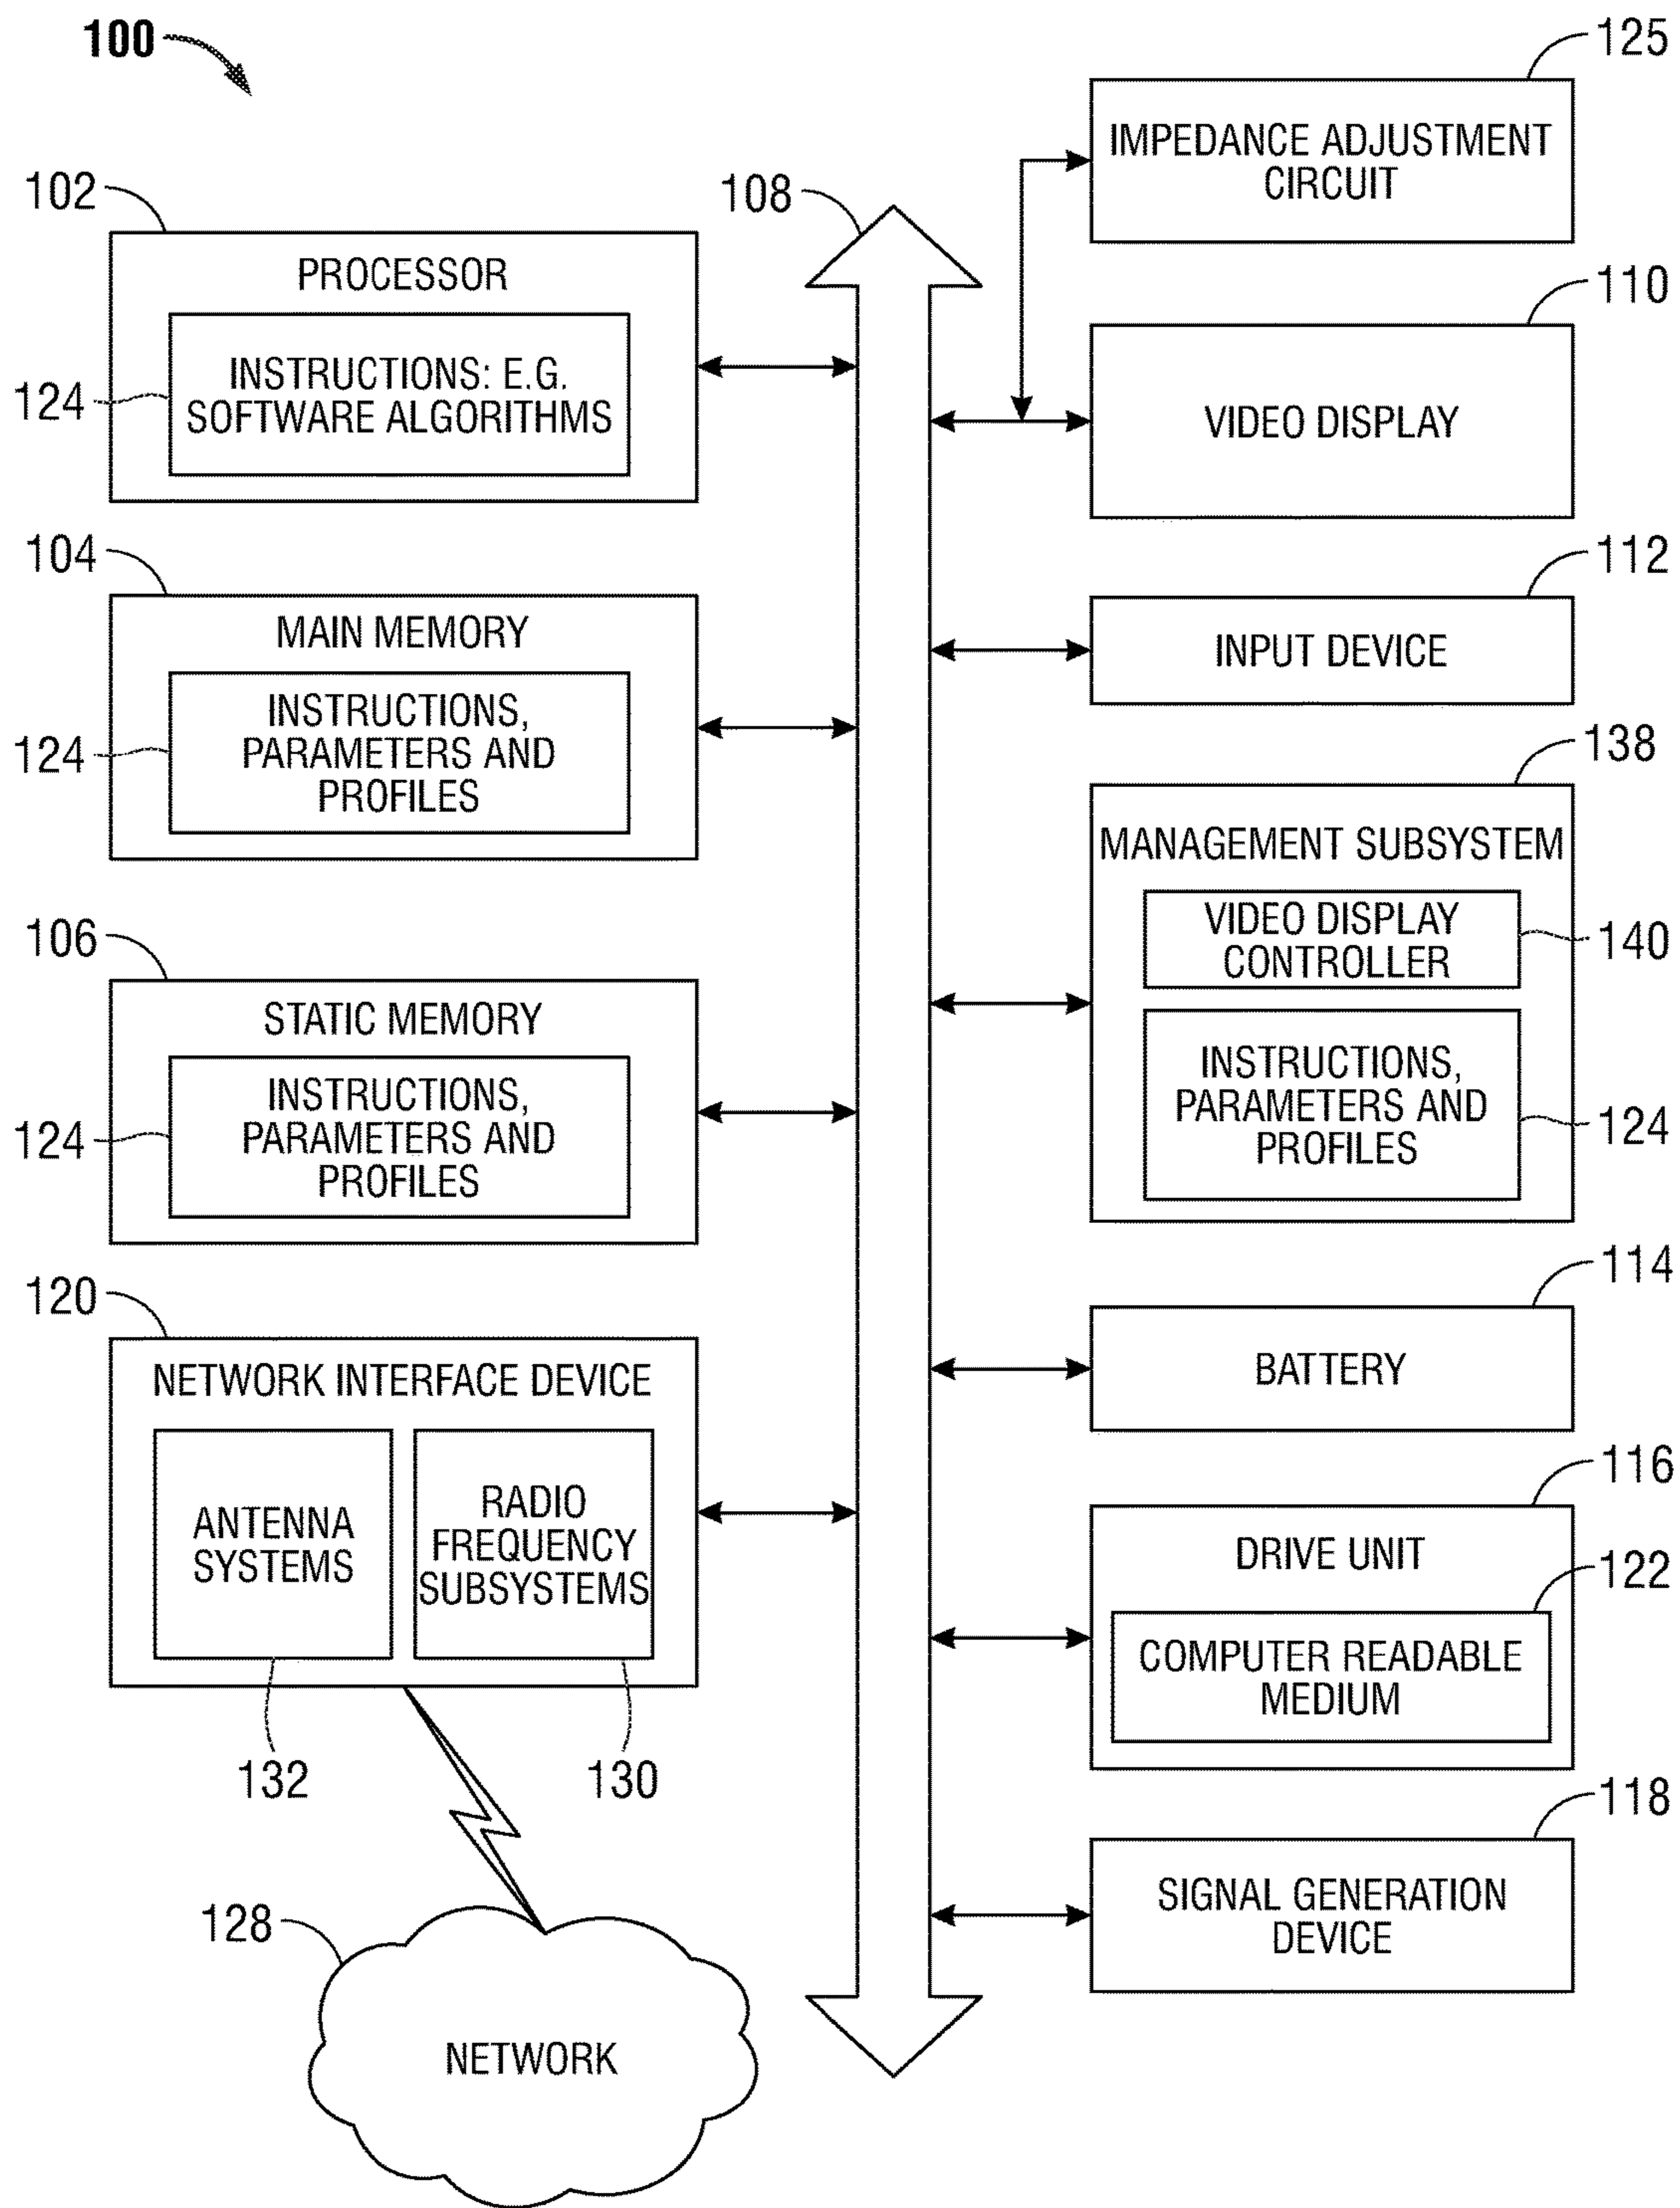 100
102
PROCESSOR
124
INSTRUCTIONS: E.G.
SOFTWARE ALGORITHMS
104
MAIN MEMORY
124
INSTRUCTIONS,
PARAMETERS AND
PROFILES
106
STATIC MEMORY
124
INSTRUCTIONS,
PARAMETERS AND
PROFILES
120
NETWORK INTERFACE DEVICE
ANTENNA
SYSTEMS
RADIO
FREQUENCY
SUBSYSTEMS
132
130
128
NETWORK
108
125
IMPEDANCE ADJUSTMENT
CIRCUIT
110
VIDEO DISPLAY
112
INPUT DEVICE
138
MANAGEMENT SUBSYSTEM
VIDEO DISPLAY
CONTROLLER
140
INSTRUCTIONS,
PARAMETERS AND
PROFILES
124
114
BATTERY
116
DRIVE UNIT
122
COMPUTER READABLE
MEDIUM
118
SIGNAL GENERATION
DEVICE